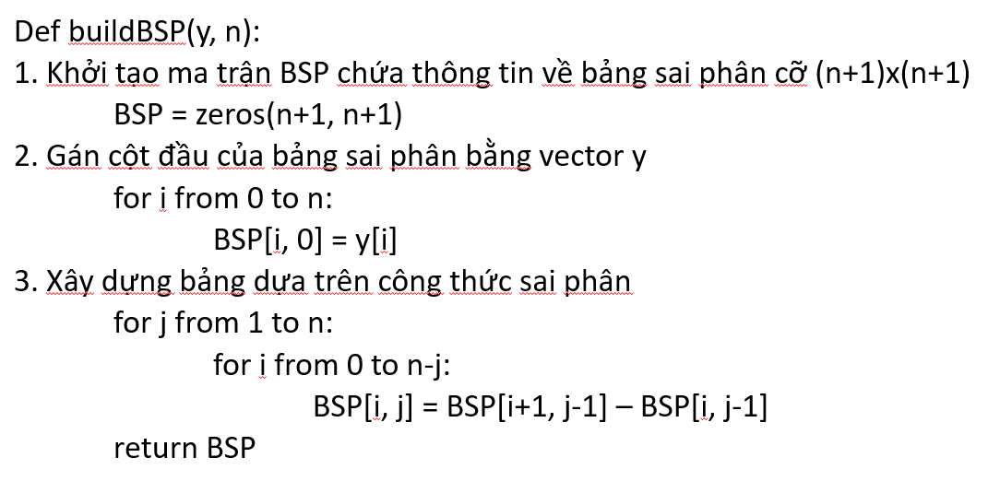 Def buildBSP(y, n):
1. Khởi tạo ma trận BSP chứa thông tin về bảng sai phân cỡ (n+1)x(n+1)
BSP = zeros(n+1, n+1)
2. Gán cột đầu của bảng sai phân bằng vector y
for i from 0 to n:
BSP[i, 0] = y[i]
3. Xây dựng bảng dựa trên công thức sai phân
for j from 1 to n:
for i from 0 to n-j:
BSP[i, j] = BSP[i+1, j-1] – BSP[i, j-1]
return BSP